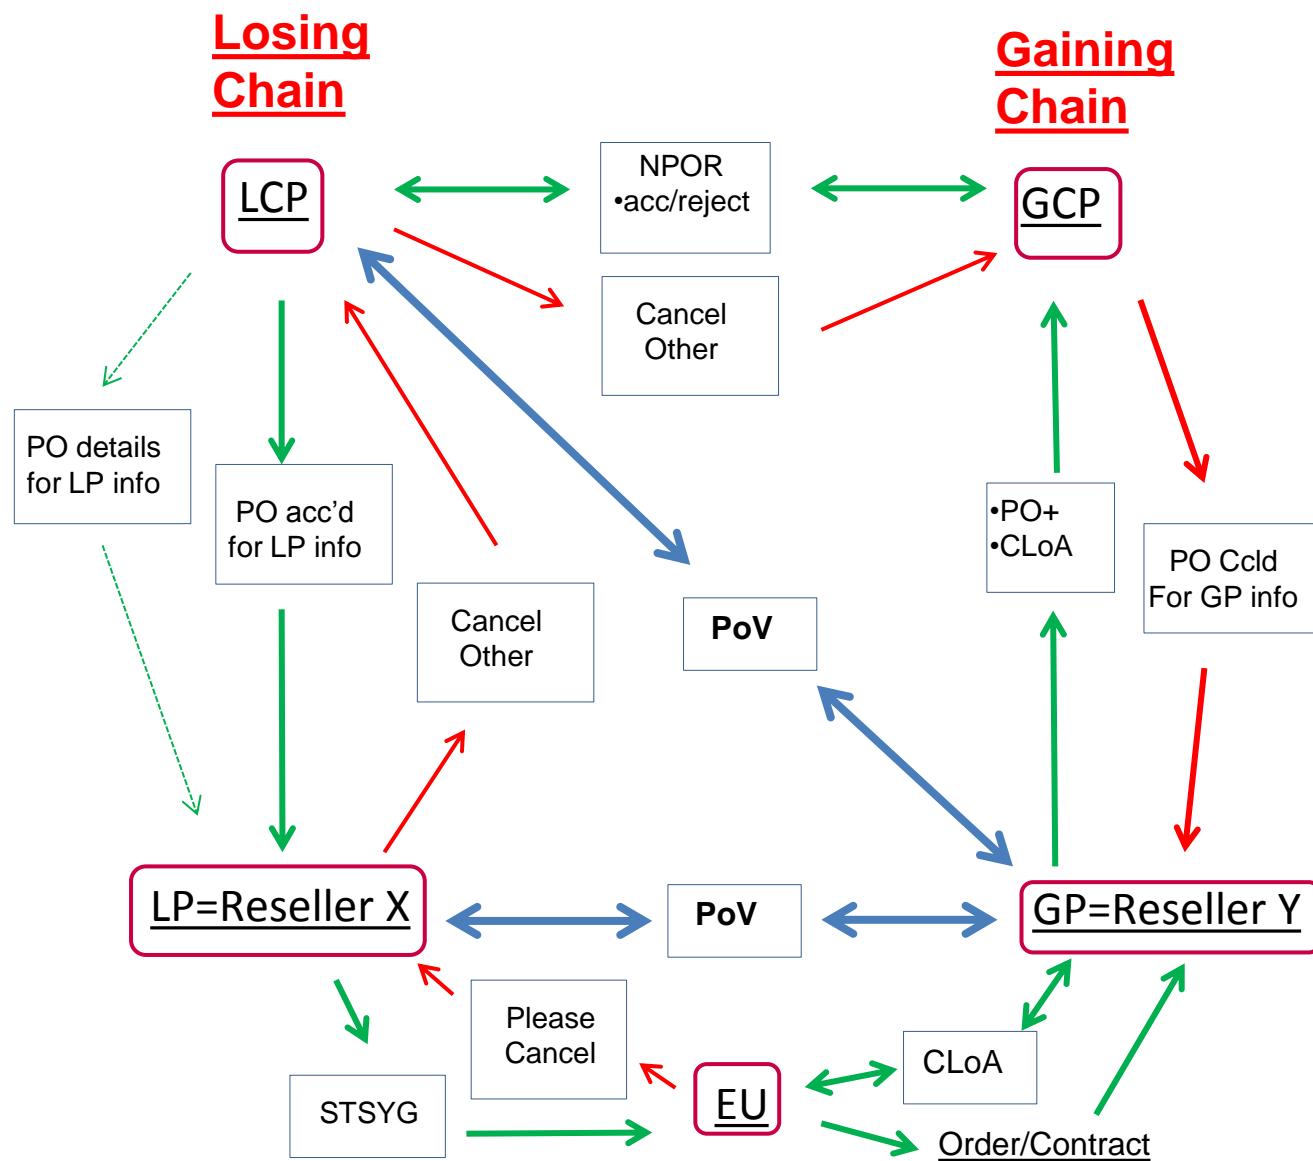 Losing
Chain
Gaining
Chain
NPOR
•acc/reject
LCP
GCP
Cancel
Other
PO details
for LP info
PO acc’d
for LP info
•PO+
•CLoA
PO Ccld
For GP info
Cancel
Other
PoV
LP=Reseller X
PoV
GP=Reseller Y
Please
Cancel
CLoA
STSYG
EU
Order/Contract